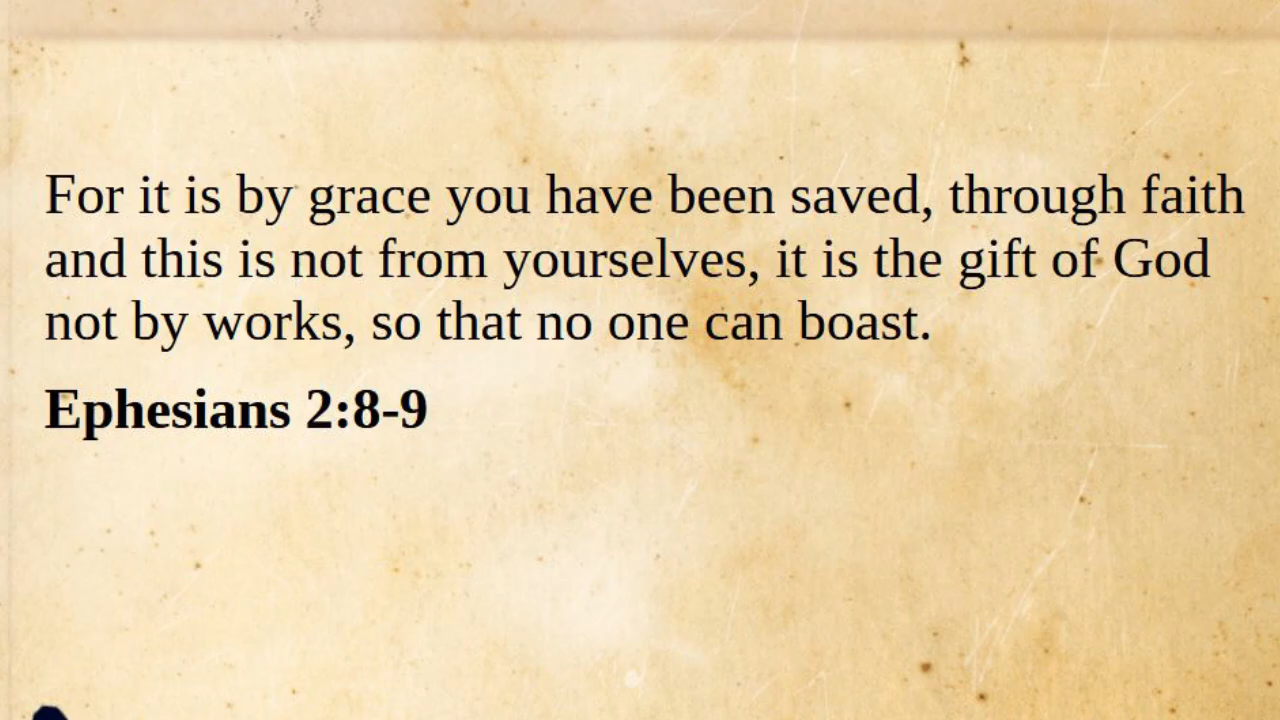 For it is by grace you have been saved, through faith
and this is not from yourselves, it is the gift of God
not by works, so that no one can boast.
Ephesians 2:8-9